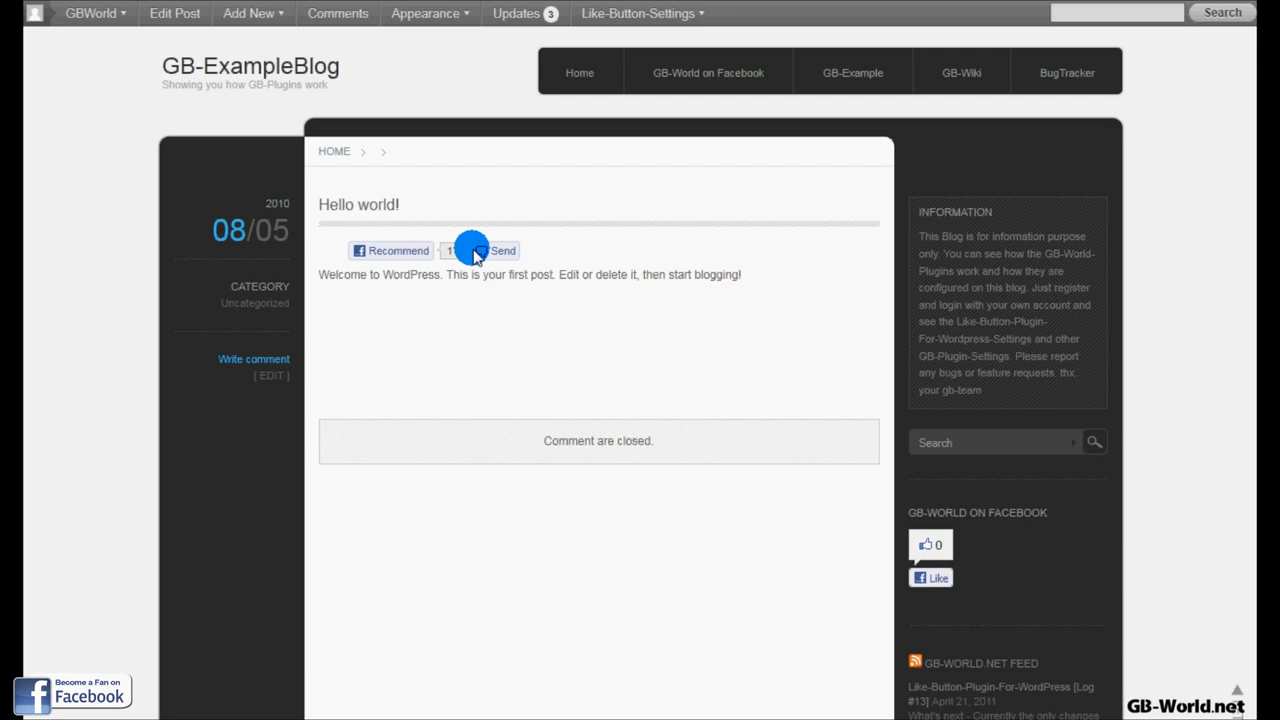 GBWorld Edit Post Add New Comments Appearance Updates 3 Like-Button-Settings Search
GB-ExampleBlog
Showing you how GB-Plugins work
Home GB-World on Facebook GB-Example GB-Wiki BugTracker
HOME
2010
08/05
CATEGORY
Uncategorized
Write comment
[ EDIT ]
Hello world!
Recommend Send
Welcome to WordPress. This is your first post. Edit or delete it, then start blogging!
Comment are closed.
INFORMATION
This Blog is for information purpose
only. You can see how the GB-World-
Plugins work and how they are
configured on this blog. Just register
and login with your own account and
see the Like-Button-Plugin-
For-Wordpress-Settings and other
GB-Plugin-Settings. Please report
any bugs or feature requests. thx.
your gb-team
Search
GB-WORLD ON FACEBOOK
0
Like
GB-WORLD.NET FEED
Like-Button-Plugin-For-WordPress [Log
#13] April 21, 2011
What's next - Currently the only changes
Become a Fan on
Facebook
GB-World.net